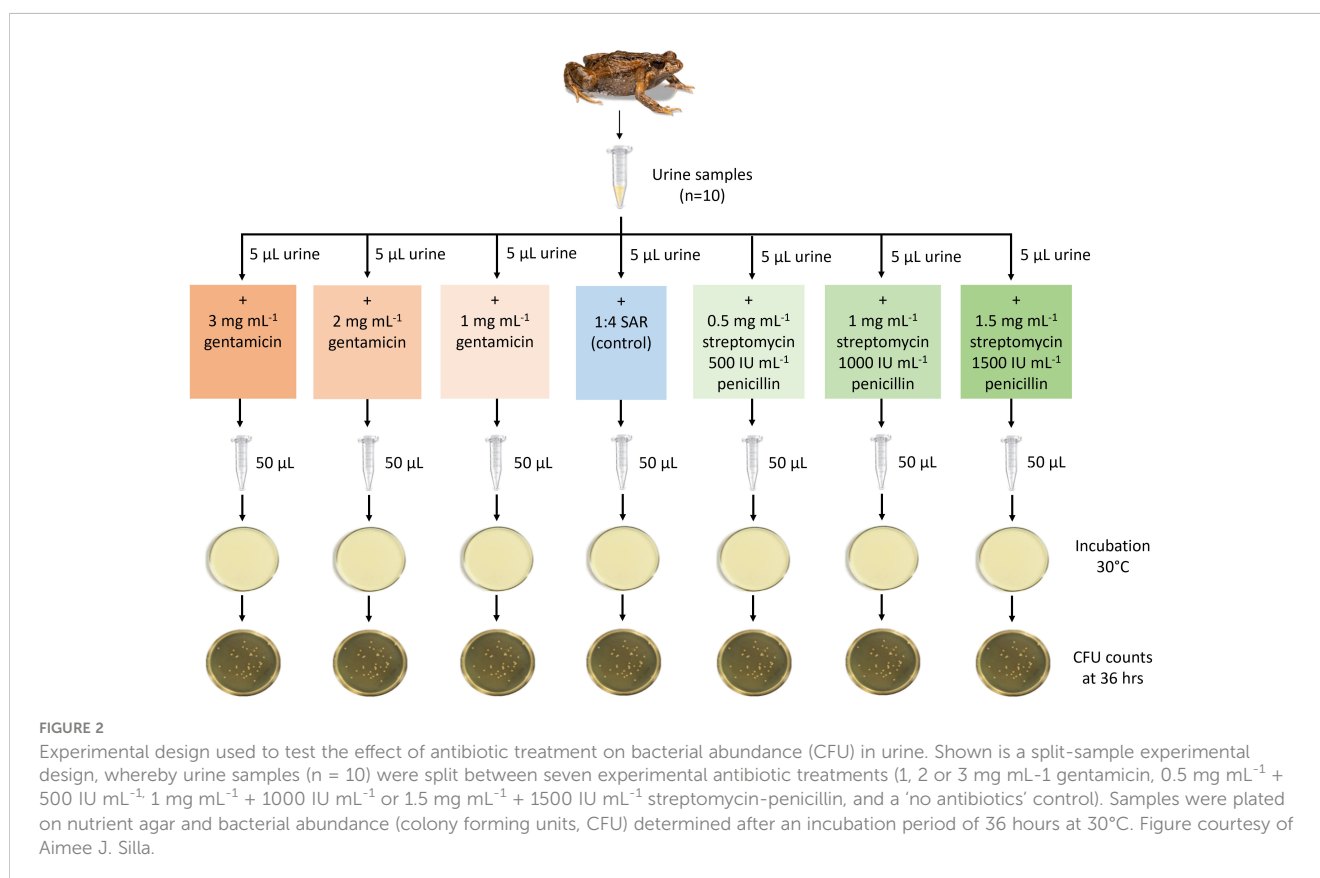 Urine samples
(n=10)
5 µL urine
5 µL urine
5 µL urine
5 µL urine
5 µL urine
5 µL urine
5 µL urine
+
3 mg mL-1
gentamicin
+
2 mg mL-1
gentamicin
+
1 mg mL-1
gentamicin
+
1:4 SAR
(control)
+
0.5 mg mL-1
streptomycin
500 IU mL-1
penicillin
+
1 mg mL-1
streptomycin
1000 IU mL-1
penicillin
+
1.5 mg mL-1
streptomycin
1500 IU mL-1
penicillin
50 µL
50 µL
50 µL
50 µL
50 µL
50 µL
50 µL
Incubation
30°C
CFU counts
at 36 hrs
FIGURE 2
Experimental design used to test the effect of antibiotic treatment on bacterial abundance (CFU) in urine. Shown is a split-sample experimental
design, whereby urine samples (n = 10) were split between seven experimental antibiotic treatments (1, 2 or 3 mg mL-1 gentamicin, 0.5 mg mL-1 +
500 IU mL-1, 1 mg mL-1 + 1000 IU mL-1 or 1.5 mg mL-1 + 1500 IU mL-1 streptomycin-penicillin, and a ‘no antibiotics’ control). Samples were plated
on nutrient agar and bacterial abundance (colony forming units, CFU) determined after an incubation period of 36 hours at 30°C. Figure courtesy of
Aimee J. Silla.